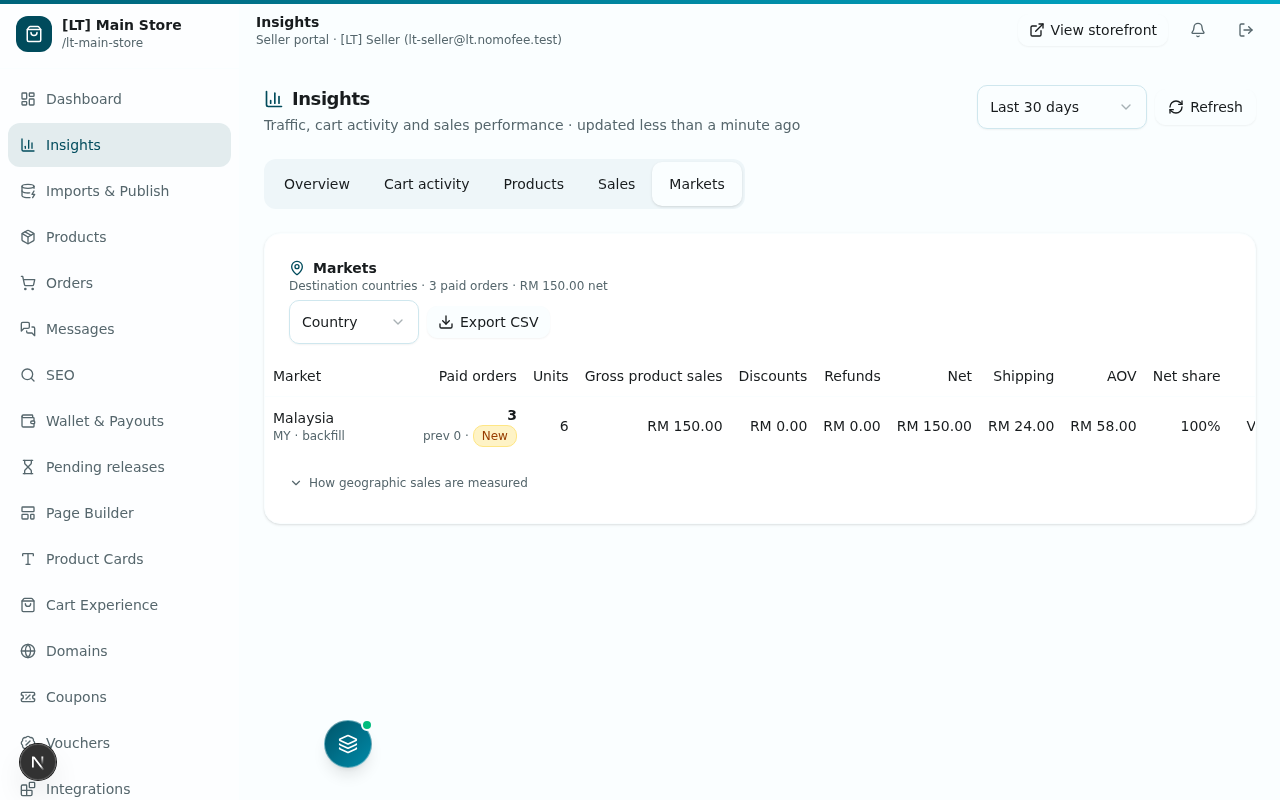 [LT] Main Store
/lt-main-store
Insights
Seller portal · [LT] Seller (lt-seller@lt.nomofee.test)
View storefront
Dashboard
Insights
Imports & Publish
Products
Orders
Messages
SEO
Wallet & Payouts
Pending releases
Page Builder
Product Cards
Cart Experience
Domains
Coupons
Vouchers
Integrations
N
Insights
Traffic, cart activity and sales performance · updated less than a minute ago
Last 30 days
Refresh
Overview Cart activity Products Sales Markets
Markets
Destination countries · 3 paid orders · RM 150.00 net
Country
Export CSV
Market Paid orders Units Gross product sales Discounts Refunds Net Shipping AOV Net share
Malaysia 3
MY · backfill prev 0 · New 6 RM 150.00 RM 0.00 RM 0.00 RM 150.00 RM 24.00 RM 58.00 100%
How geographic sales are measured